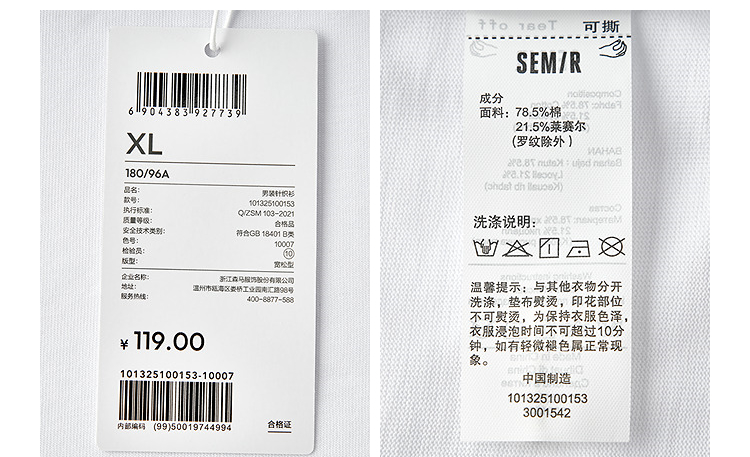 6904383927739
XL
180/96A
品名： 男装针织衫
款号： 101325100153
执行标准： Q/ZSM 103-2021
质量等级： 合格品
安全技术类别： 符合GB 18401 B类
色号： 10007
检验员： 10
版型： 宽松型
企业名称： 浙江森马服饰股份有限公司
地址： 温州市瓯海区娄桥工业园南汇路98号
服务热线： 400-8877-588
¥ 119.00
101325100153-10007
内部编码 (99)50019744994 合格证
Tear off 可撕
SEMIR
成分
面料：78.5%棉
21.5%莱赛尔
(罗纹除外)
洗涤说明：
温馨提示：与其他衣物分开
洗涤，垫布熨烫，印花部位
不可熨烫，为保持衣服色泽，
衣服浸泡时间不可超过10分
钟，如有轻微褪色属正常现
象。
中国制造
101325100153
3001542